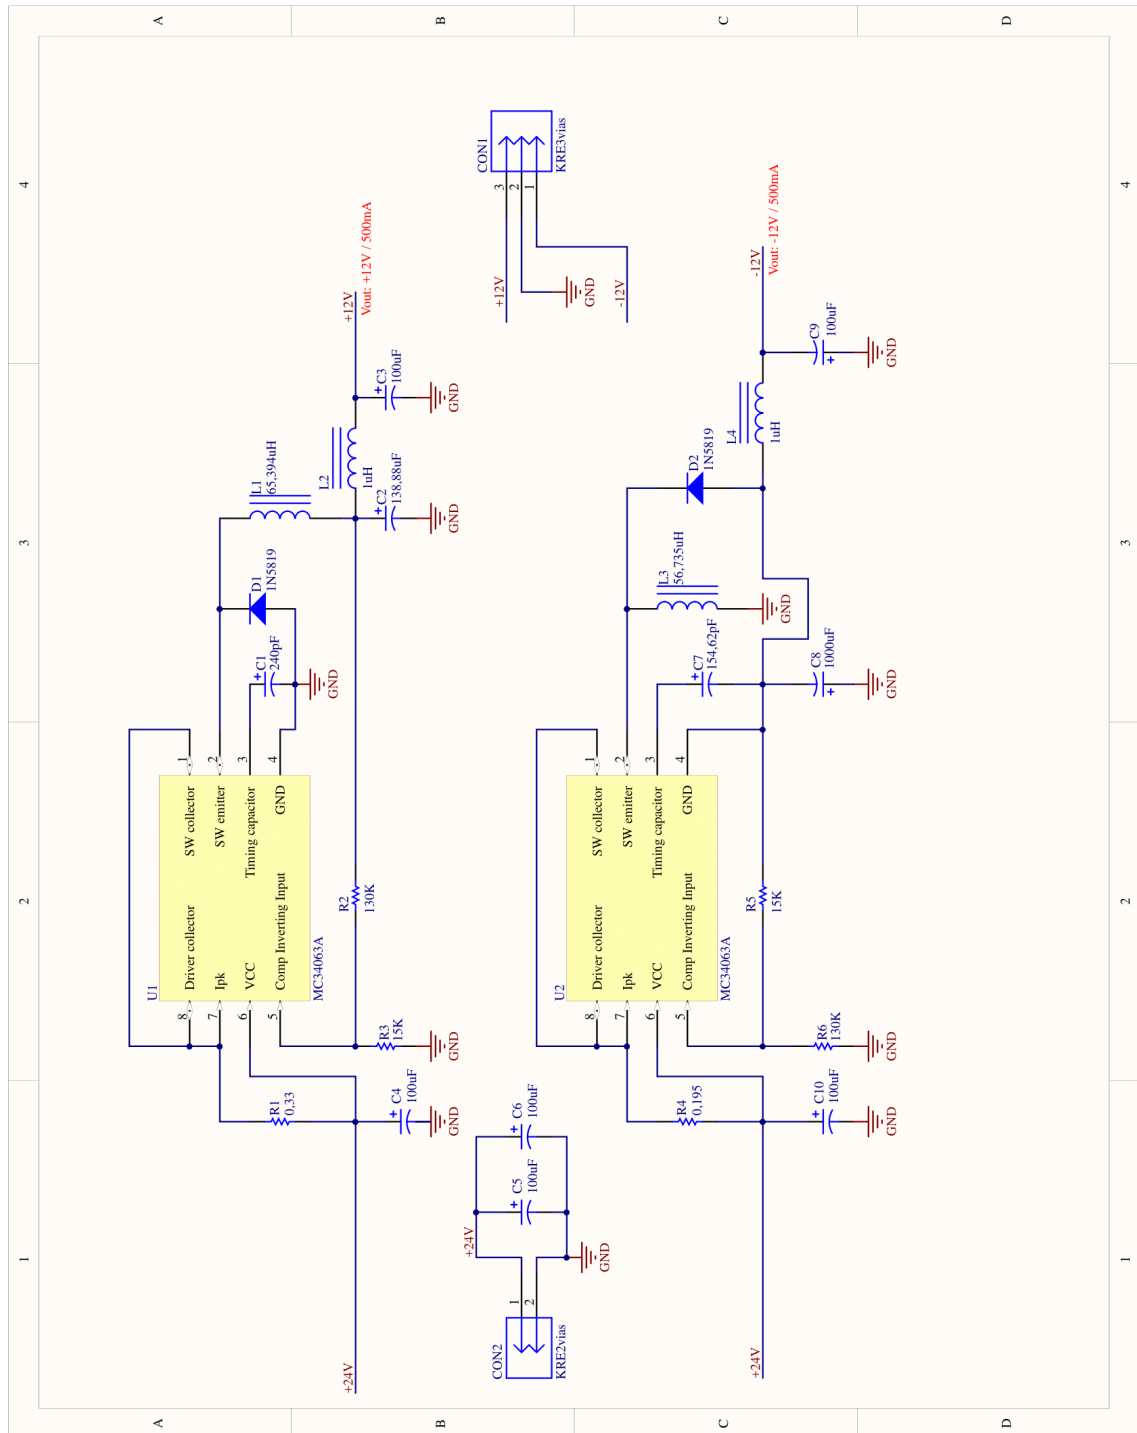 A
B
C
D
4
4
3
3
2
2
1
1
A
B
C
D
U1
Driver collector
Ipk
VCC
Comp Inverting Input
SW collector
SW emitter
Timing capacitor
GND
MC34063A
8
7
6
5
1
2
3
4
+24V
R1
0,33
C4
100uF
GND
R3
15K
GND
R2
130K
C1
240pF
GND
D1
1N5819
L1
65,394uH
L2
1uH
C2
138,88uF
GND
C3
100uF
GND
+12V
Vout: +12V / 500mA
CON2
KRE2vias
1
2
+24V
C5
100uF
C6
100uF
GND
CON1
KRE3vias
3
2
1
+12V
GND
-12V
U2
Driver collector
Ipk
VCC
Comp Inverting Input
SW collector
SW emitter
Timing capacitor
GND
MC34063A
8
7
6
5
1
2
3
4
+24V
R4
0,195
C10
100uF
GND
R6
130K
GND
R5
15K
C7
154,62pF
C8
1000uF
GND
L3
56,735uH
GND
D2
1N5819
L4
1uH
C9
100uF
GND
-12V
Vout: -12V / 500mA